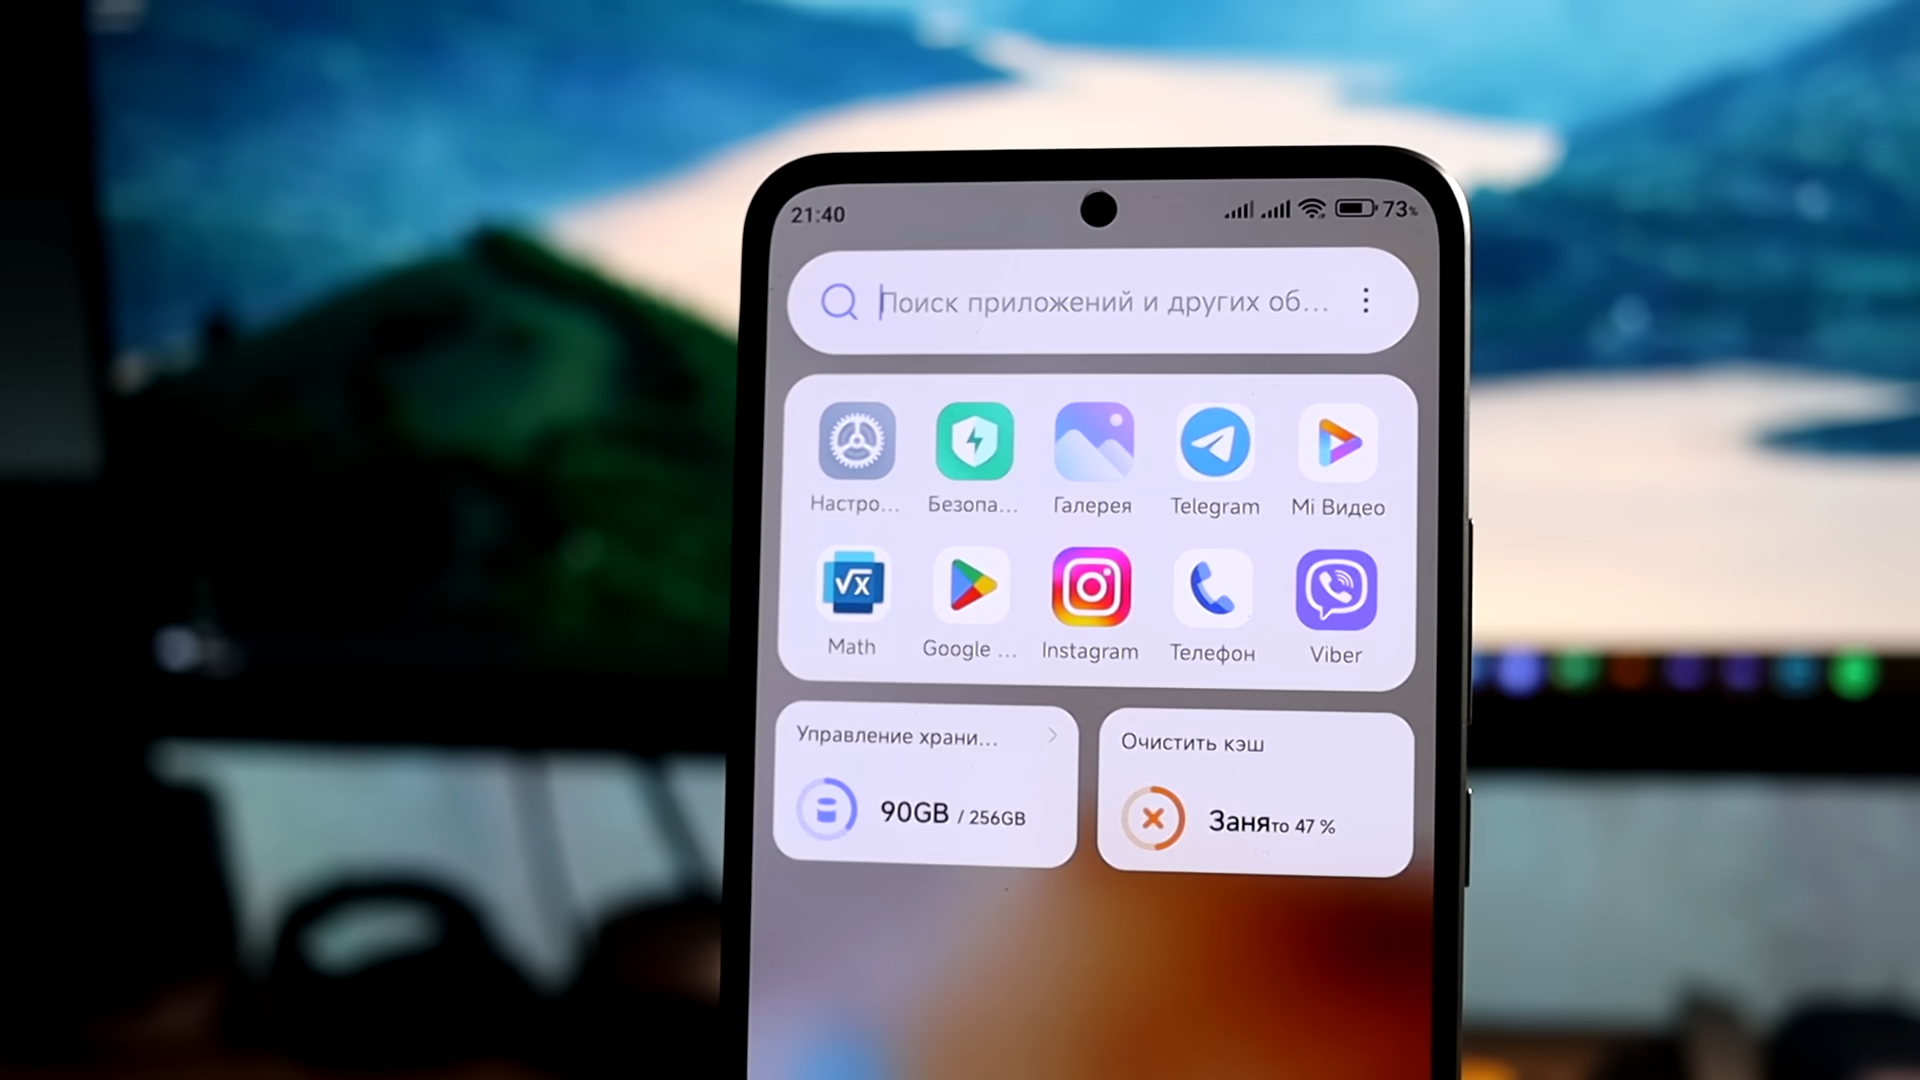 21:40 73%
Поиск приложений и других об...
Настро... Безопа... Галерея Telegram Mi Видео
√x
Math Google ... Instagram Телефон Viber
Управление храни... Очистить кэш
90GB / 256GB Занято 47 %